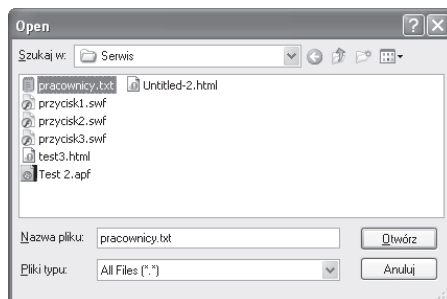 Open
Szukaj w: Serwis
pracownicy.txt Untitled-2.html
przycisk1.swf
przycisk2.swf
przycisk3.swf
test3.html
Test 2.apf
Nazwa pliku: pracownicy.txt Otwórz
Pliki typu: All Files (*.*) Anuluj